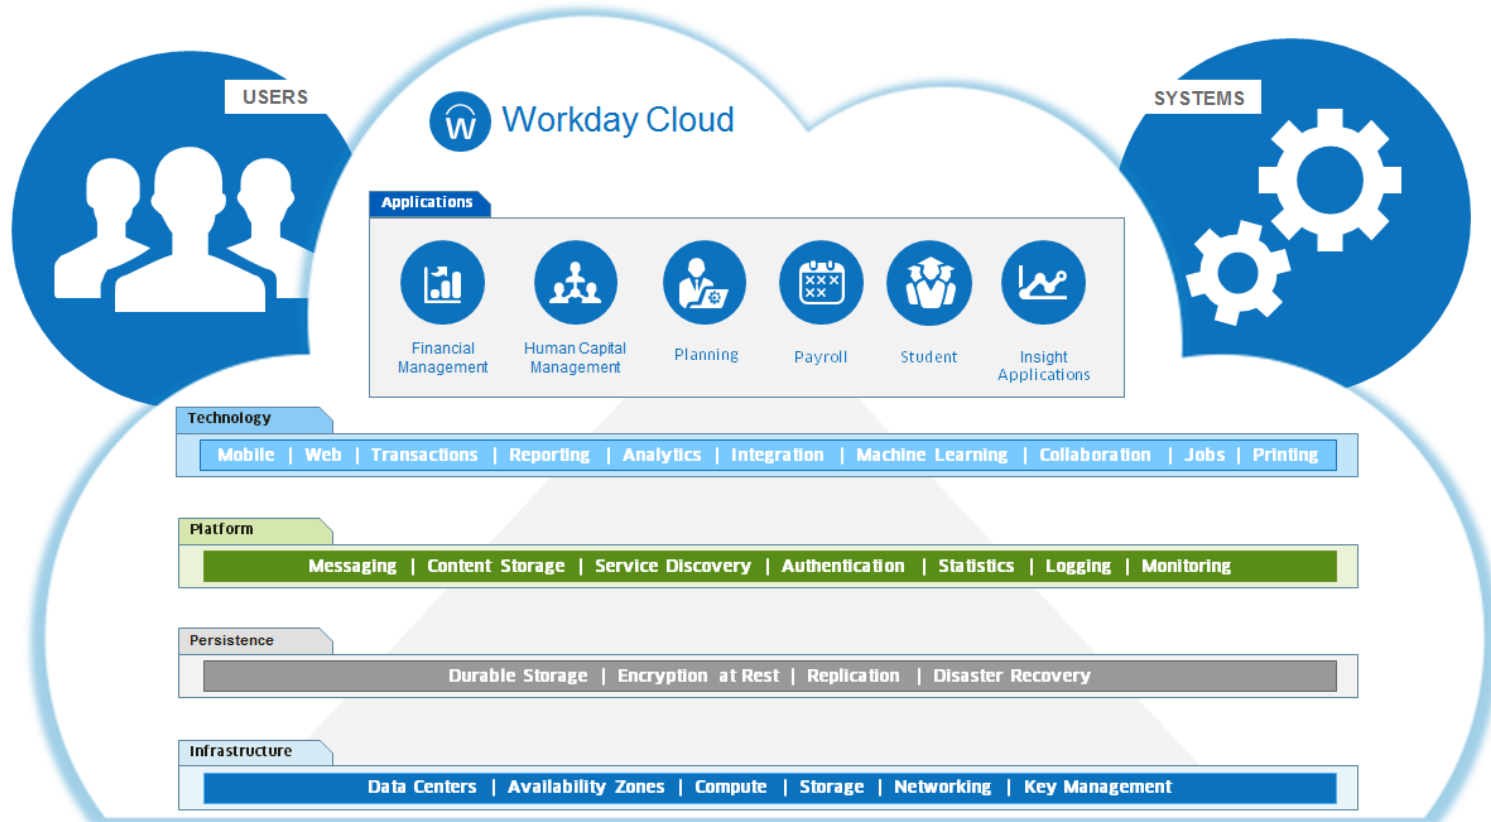 USERS
SYSTEMS
W Workday Cloud
Applications
Financial
Management
Human Capital
Management
Planning
Payroll
Student
Insight
Applications
Technology
Mobile | Web | Transactions | Reporting | Analytics | Integration | Machine Learning | Collaboration | Jobs | Printing
Platform
Messaging | Content Storage | Service Discovery | Authentication | Statistics | Logging | Monitoring
Persistence
Durable Storage | Encryption at Rest | Replication | Disaster Recovery
Infrastructure
Data Centers | Availability Zones | Compute | Storage | Networking | Key Management